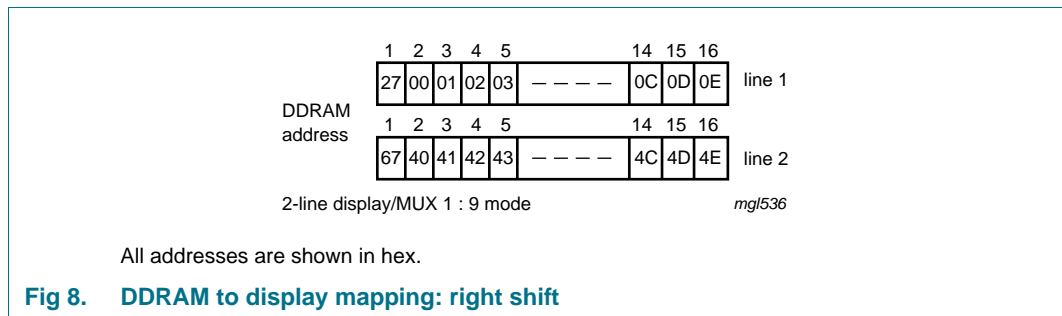 1 2 3 4 5 14 15 16
27 00 01 02 03 0C 0D 0E line 1
DDRAM
address
1 2 3 4 5 14 15 16
67 40 41 42 43 4C 4D 4E line 2
2-line display/MUX 1 : 9 mode mgl536
All addresses are shown in hex.
Fig 8. DDRAM to display mapping: right shift